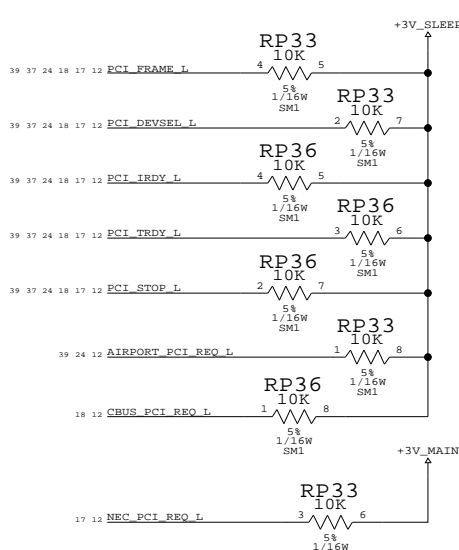 +3V_SLEEP
RP33
10K
39 37 24 18 17 12 PCI_FRAME_L 4 5
5%
1/16W
SM1
RP33
10K
39 37 24 18 17 12 PCI_DEVSEL_L 2 7
5%
1/16W
SM1
RP36
10K
39 37 24 18 17 12 PCI_IRDY_L 4 5
5%
1/16W
SM1
RP36
10K
39 37 24 18 17 12 PCI_TRDY_L 3 6
5%
1/16W
SM1
RP36
10K
39 37 24 18 17 12 PCI_STOP_L 2 7
5%
1/16W
SM1
RP33
10K
39 24 12 AIRPORT_PCI_REQ_L 1 8
5%
1/16W
SM1
RP36
10K
18 12 CBUS_PCI_REQ_L 1 8
5%
1/16W
SM1
+3V_MAIN
RP33
10K
17 12 NEC_PCI_REQ_L 3 6
5%
1/16W